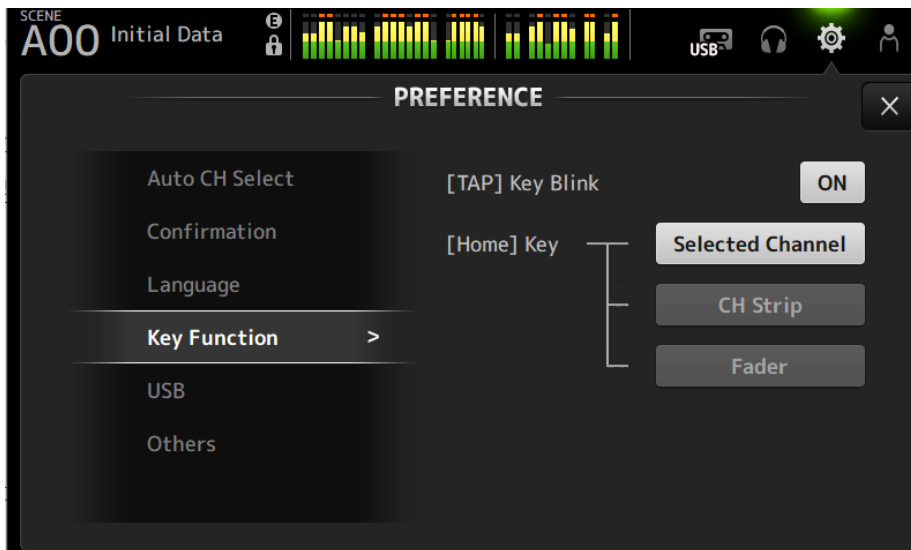 SCENE
A00 Initial Data
E
USB
PREFERENCE
Auto CH Select
[TAP] Key Blink
ON
Confirmation
[Home] Key
Selected Channel
Language
CH Strip
Key Function >
Fader
USB
Others